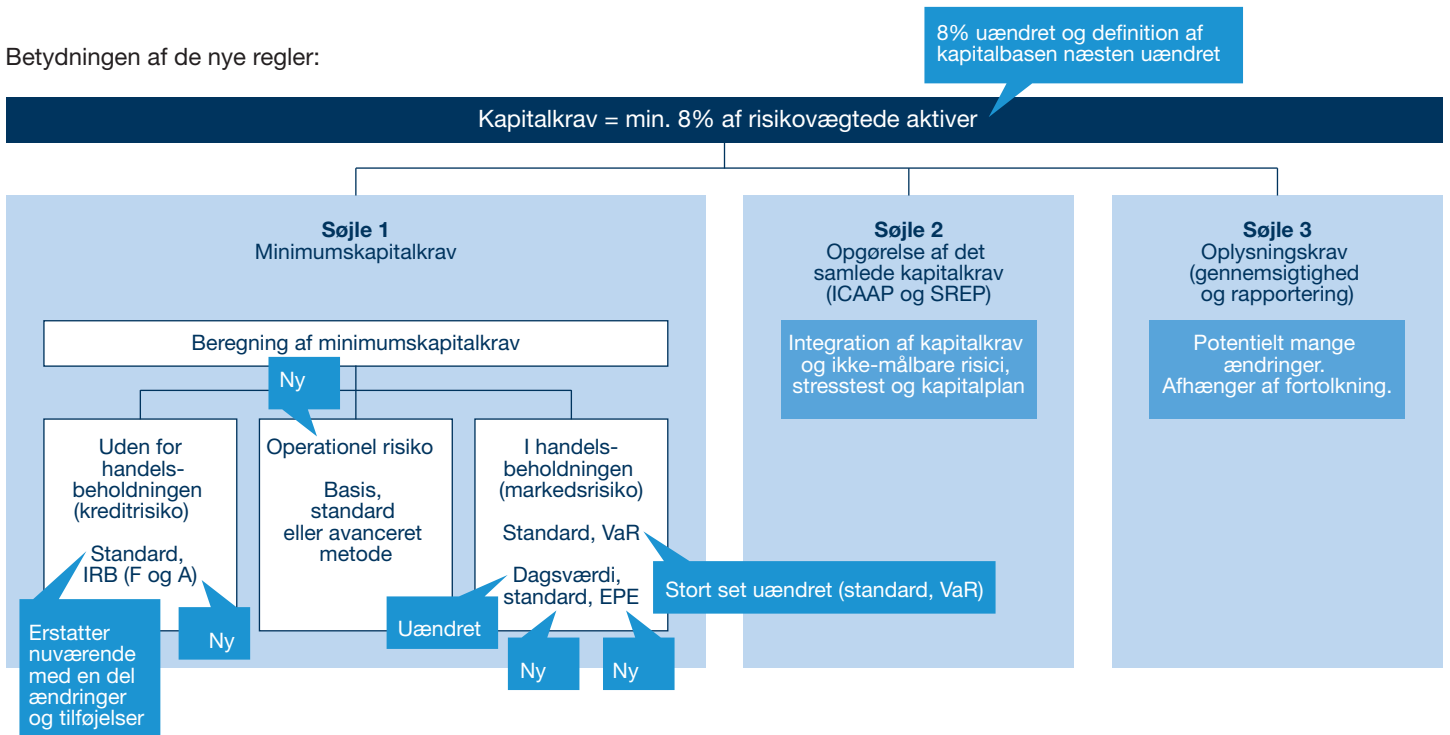 8% uændret og definition af
kapitalbasen næsten uændret
Betydningen af de nye regler:
Kapitalkrav = min. 8% af risikovægtede aktiver
Søjle 1
Minimumskapitalkrav
Beregning af minimumskapitalkrav
Ny
Uden for
handels-
beholdningen
(kreditrisiko)
Standard,
IRB (F og A)
Erstatter
nuværende
med en del
ændringer
og tilføjelser
Ny
Operationel risiko
Basis,
standard
eller avanceret
metode
I handels-
beholdningen
(markedsrisiko)
Standard, VaR
Dagsværdi,
standard, EPE
Stort set uændret (standard, VaR)
Uændret
Ny
Ny
Søjle 2
Opgørelse af det
samlede kapitalkrav
(ICAAP og SREP)
Integration af kapitalkrav
og ikke-målbare risici,
stresstest og kapitalplan
Søjle 3
Oplysningskrav
(gennemsigtighed
og rapportering)
Potentielt mange
ændringer.
Afhænger af fortolkning.